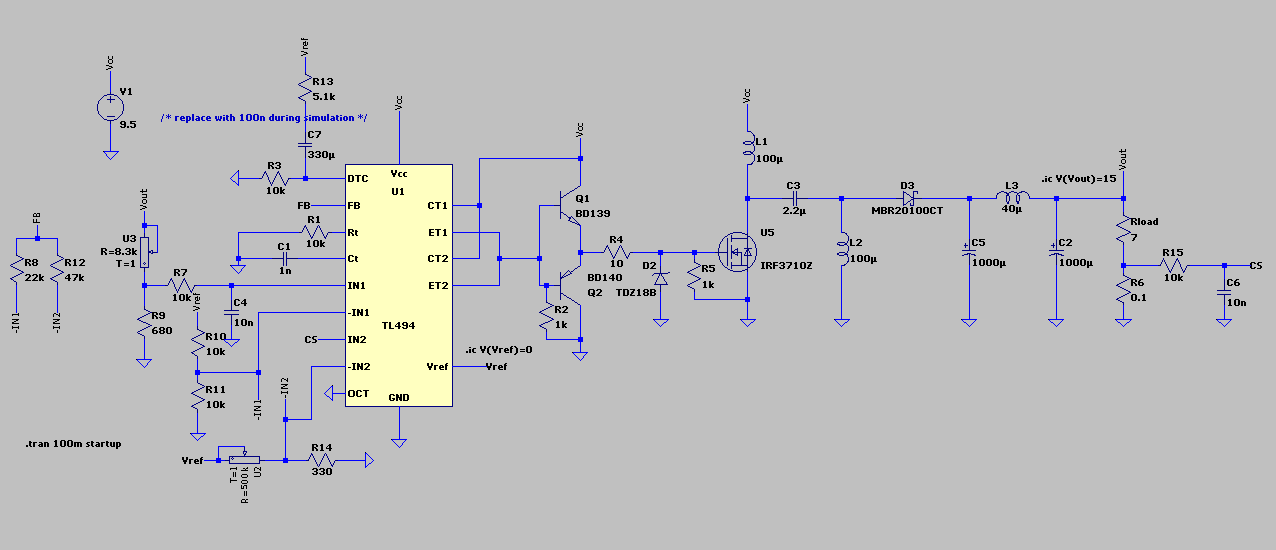 Vcc
V1
9.5
Vref
R13
5.1k
/* replace with 100n during simulation */
C7
330µ
R3
10k
Vcc
Vcc
U1
TL494
GND
DTC
FB
Rt
Ct
IN1
-IN1
IN2
-IN2
OCT
CT1
ET1
CT2
ET2
Vref
FB
R1
10k
C1
1n
FB
R8
22k
R12
47k
-IN1
-IN2
Vout
U3
R=8.3k
T=1
R7
10k
R9
680
C4
10n
Vref
R10
10k
R11
10k
CS
-IN1
-IN2
.tran 100m startup
Vref
T=1
R=500k
U2
R14
330
.ic V(Vref)=0
Vref
Vcc
Q1
BD139
BD140
Q2
R2
1k
R4
10
D2
TDZ18B
R5
1k
U5
IRF3710Z
Vcc
L1
100µ
C3
2.2µ
L2
100µ
D3
MBR20100CT
C5
1000µ
L3
40µ
.ic V(Vout)=15
C2
1000µ
Vout
Rload
7
R6
0.1
R15
10k
CS
C6
10n